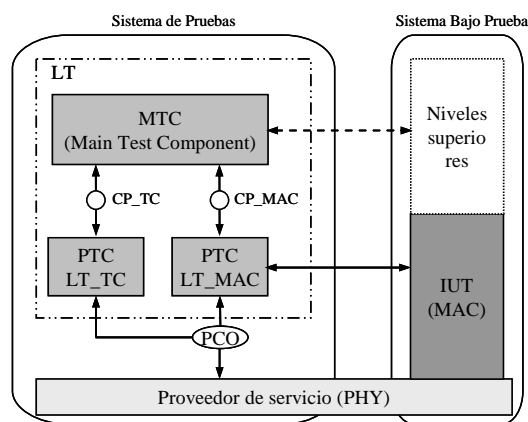 Sistema de Pruebas
Sistema Bajo Prueba
LT
MTC
(Main Test Component)
Niveles
superio
res
CP_TC
CP_MAC
PTC
LT_TC
PTC
LT_MAC
IUT
(MAC)
PCO
Proveedor de servicio (PHY)